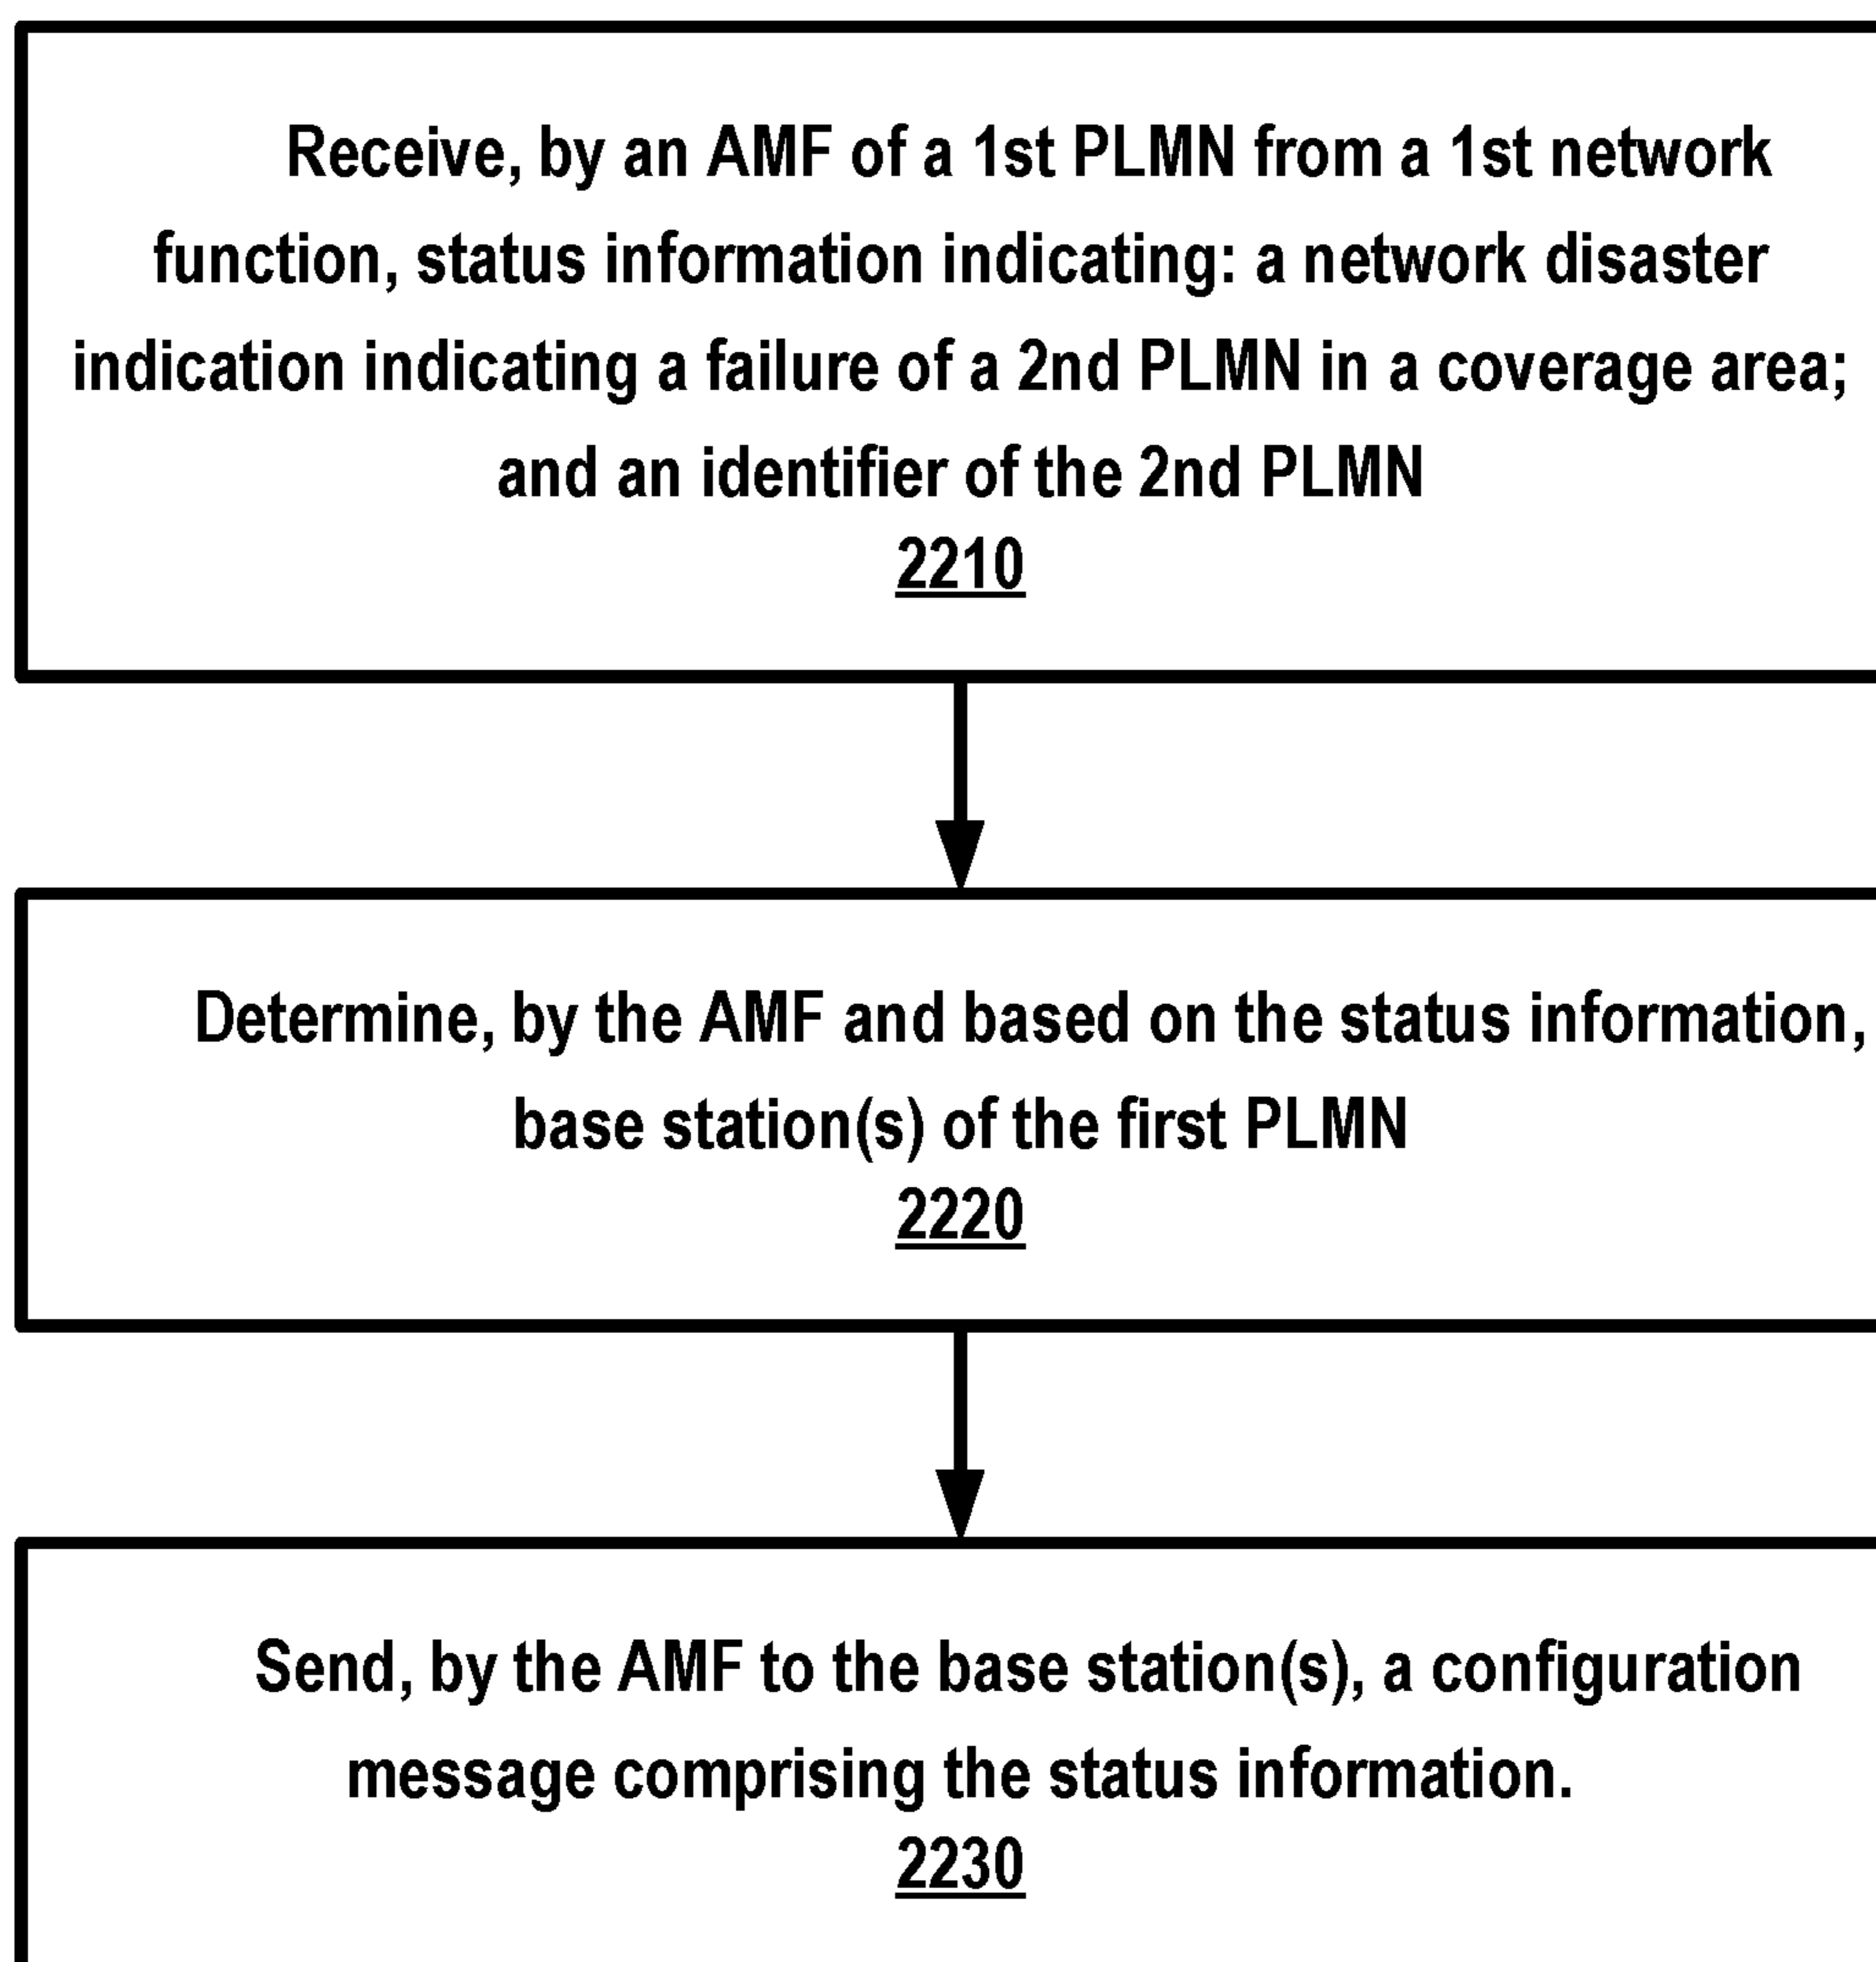 Receive, by an AMF of a 1st PLMN from a 1st network
function, status information indicating: a network disaster
indication indicating a failure of a 2nd PLMN in a coverage area;
and an identifier of the 2nd PLMN
2210
Determine, by the AMF and based on the status information,
base station(s) of the first PLMN
2220
Send, by the AMF to the base station(s), a configuration
message comprising the status information.
2230